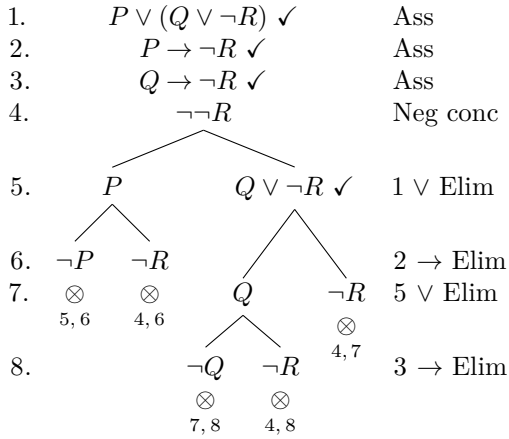 1. P ∨ (Q ∨ ¬R) ✓ Ass
2. P → ¬R ✓ Ass
3. Q → ¬R ✓ Ass
4. ¬¬R Neg conc
5. P Q ∨ ¬R ✓ 1 ∨ Elim
6. ¬P ¬R 2 → Elim
7. ⊗ ⊗ Q ¬R 5 ∨ Elim
5, 6 4, 6 ⊗
4, 7
8. ¬Q ¬R 3 → Elim
⊗ ⊗
7, 8 4, 8